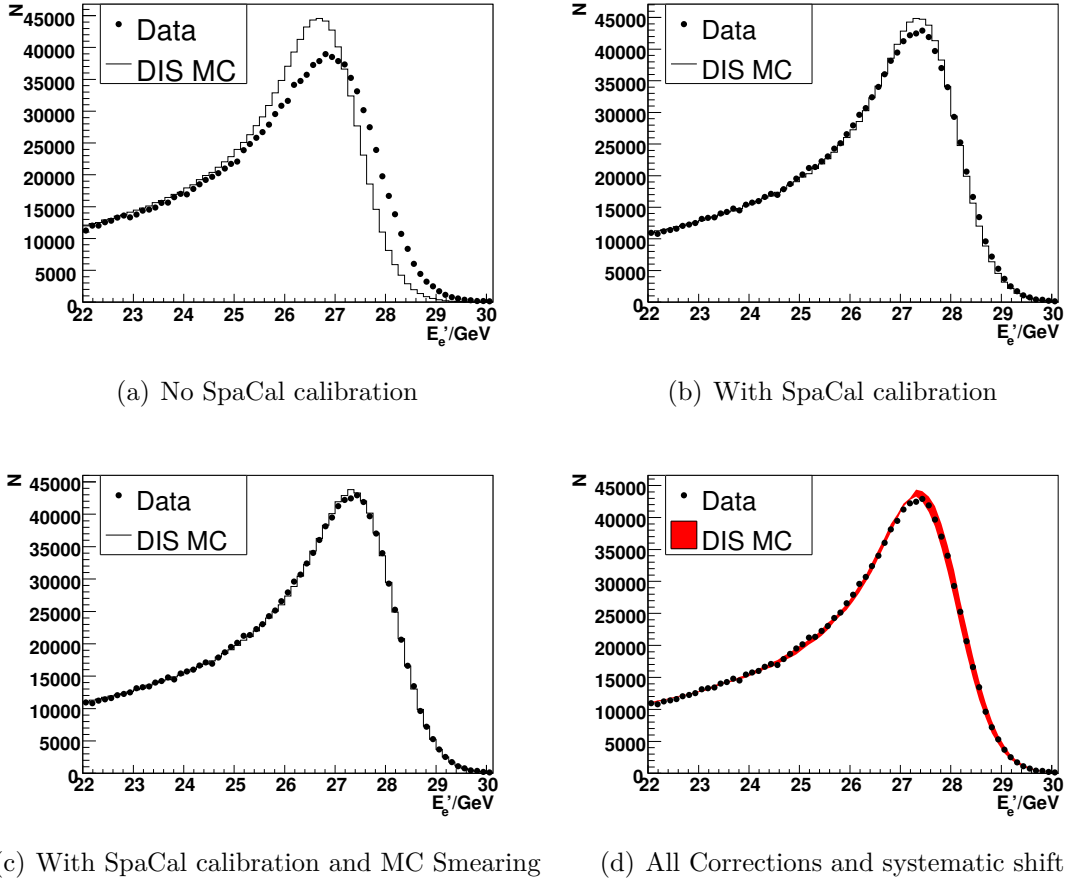 N
45000
40000
35000
30000
25000
20000
15000
10000
5000
0
Data
DIS MC
22 23 24 25 26 27 28 29 30
E_e'/GeV
(a) No SpaCal calibration
N
45000
40000
35000
30000
25000
20000
15000
10000
5000
0
Data
DIS MC
22 23 24 25 26 27 28 29 30
E_e'/GeV
(b) With SpaCal calibration
N
45000
40000
35000
30000
25000
20000
15000
10000
5000
0
Data
DIS MC
22 23 24 25 26 27 28 29 30
E_e'/GeV
c) With SpaCal calibration and MC Smearing
N
45000
40000
35000
30000
25000
20000
15000
10000
5000
0
Data
DIS MC
22 23 24 25 26 27 28 29 30
E_e'/GeV
(d) All Corrections and systematic shift